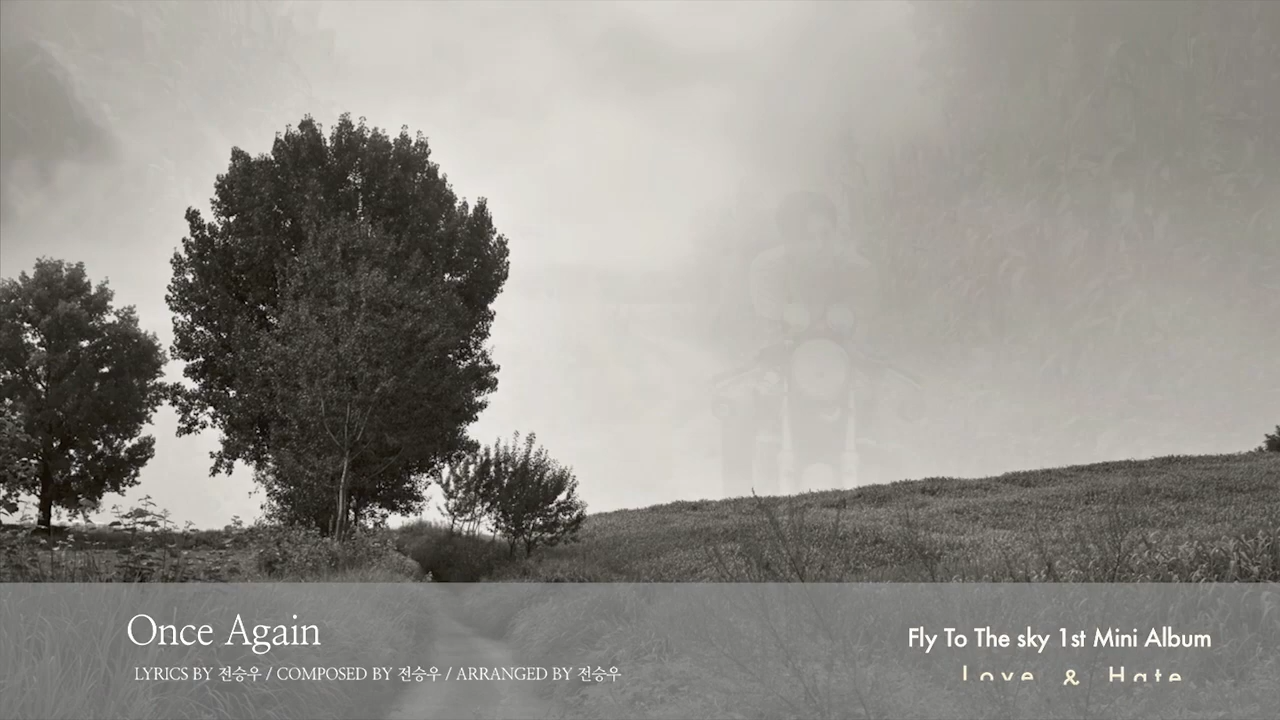 Once Again
LYRICS BY 전승우 / COMPOSED BY 전승우 / ARRANGED BY 전승우
Fly To The sky 1st Mini Album
Love & Hate